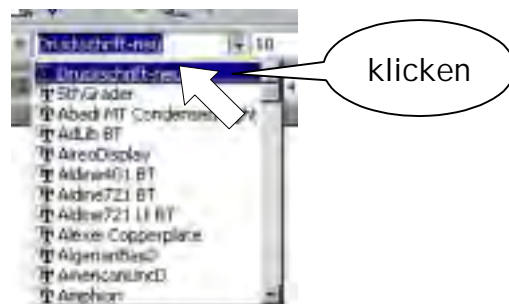 Druckschrift-neu 10
klicken
Druckschrift-neu
5thGrader
Abadi MT Condensed Light
AdLib BT
AireoDisplay
Aldine401 BT
Aldine721 BT
Aldine721 Lt BT
Alexei Copperplate
AlgerianBasD
AmericanUncD
Amphion